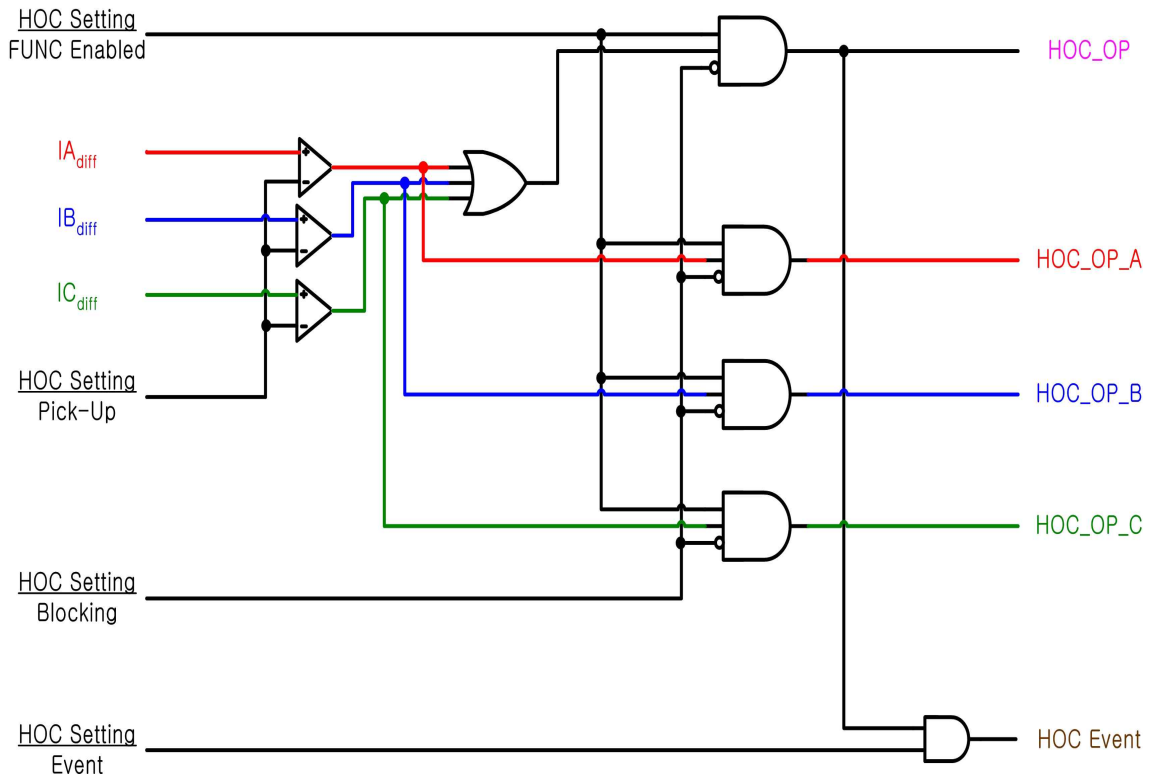 HOC Setting
FUNC Enabled
HOC_OP
IAdiff
+
-
IBdiff
+
-
HOC_OP_A
ICdiff
+
-
HOC Setting
Pick-Up
HOC_OP_B
HOC_OP_C
HOC Setting
Blocking
HOC Setting
Event
HOC Event